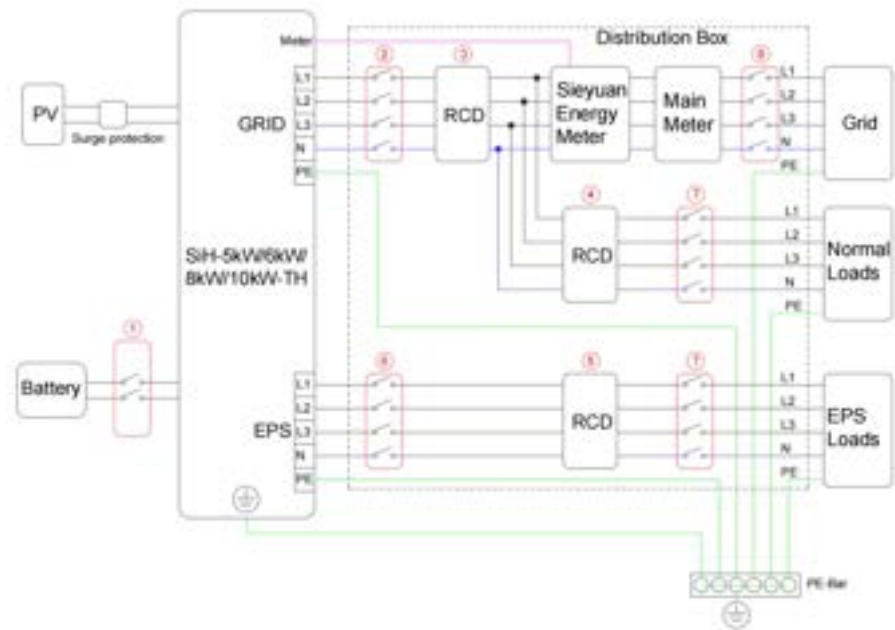 Meter
Distribution Box
②
③
⑧
L1
L2
L3
N
PE
GRID
PV
Surge protection
RCD
Sieyuan
Energy
Meter
Main
Meter
L1
L2
L3
N
PE
Grid
④
⑦
RCD
L1
L2
L3
N
PE
Normal
Loads
SiH-5kW/6kW/
8kW/10kW-TH
①
Battery
⑥
⑤
⑦
L1
L2
L3
N
PE
EPS
RCD
L1
L2
L3
N
PE
EPS
Loads
PE-Bar